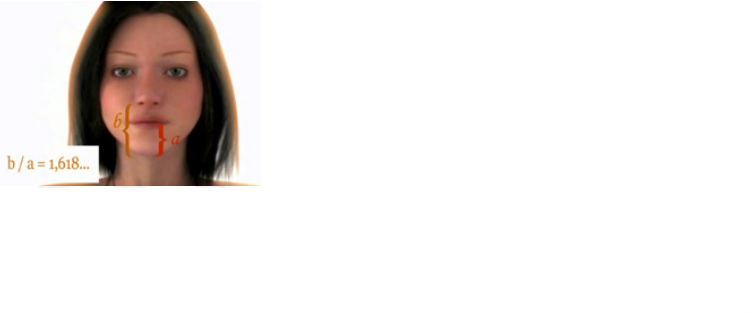 b
a
b / a = 1,618...